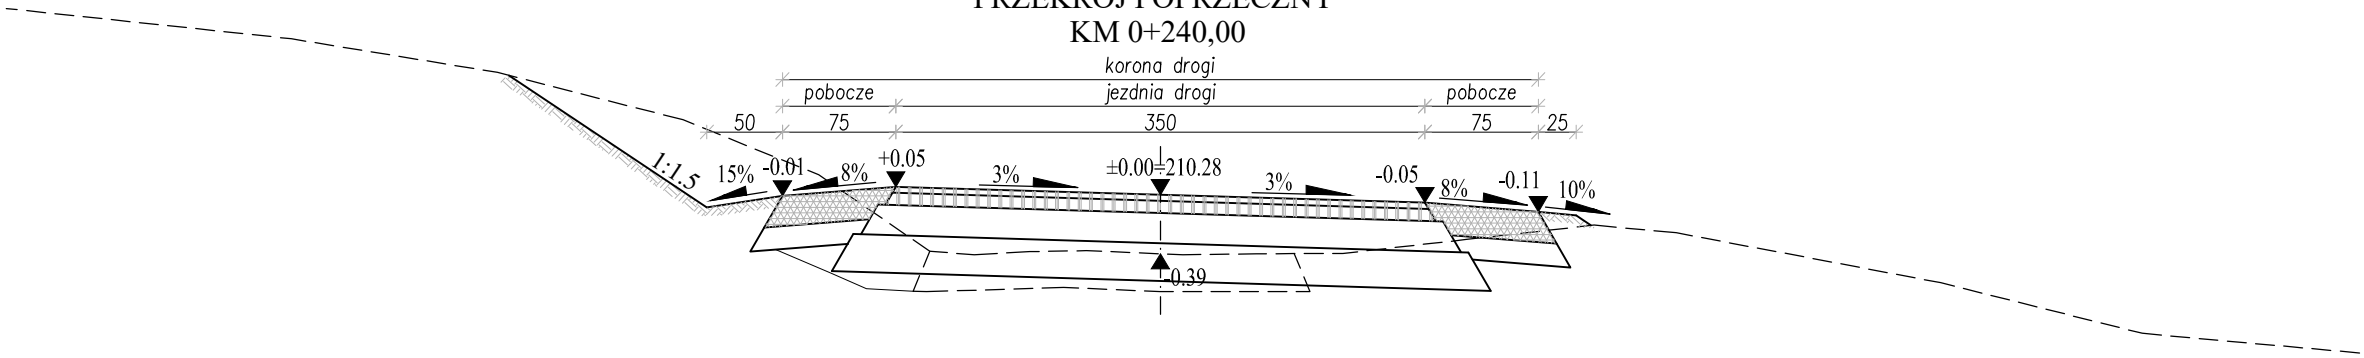 PRZEKRÓJ POPRZECZNY
KM 0+240,00
korona drogi
pobocze jezdnia drogi pobocze
50 75 350 75 25
1:1.5 15% -0.01 8% +0.05 3% ±0.00=210.28 3% -0.05 8% -0.11 10%
-0.39